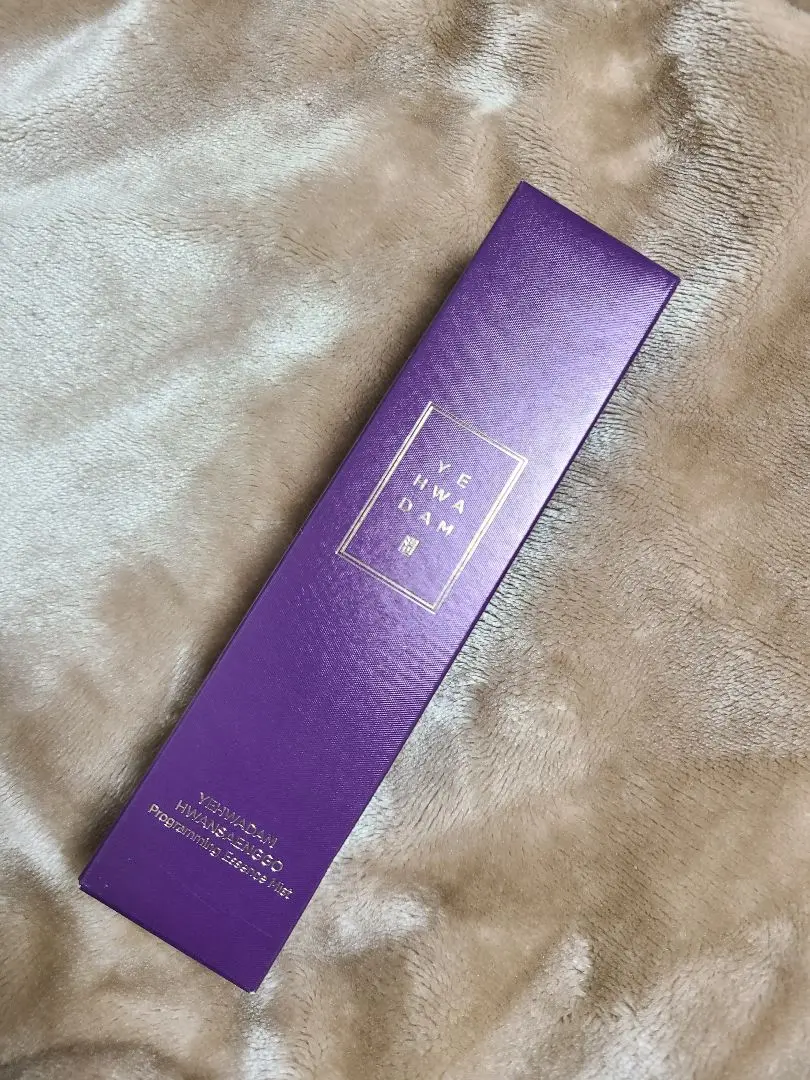 YE
HWA
DAM
YEHWADAM
HWANSAENGGO
Programming Essence Mist